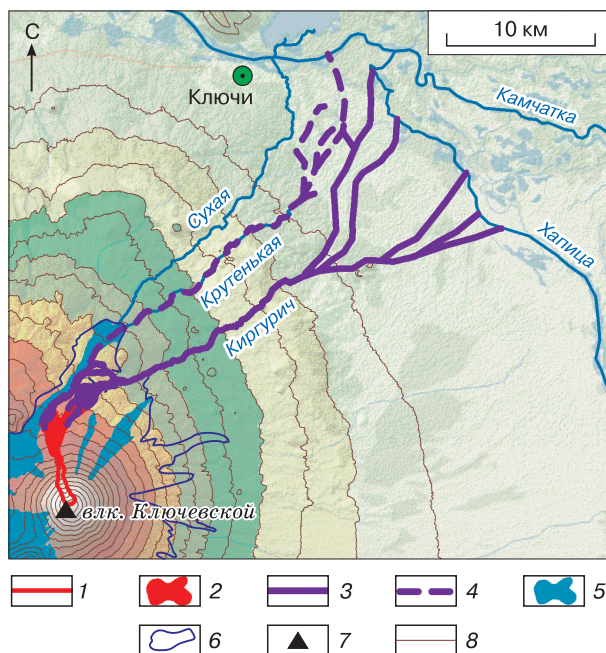 С
10 км
Ключи
Камчатка
Сухая
Крутенькая
Хапица
Киргурич
влк. Ключевской
1
2
3
4
5
6
7
8